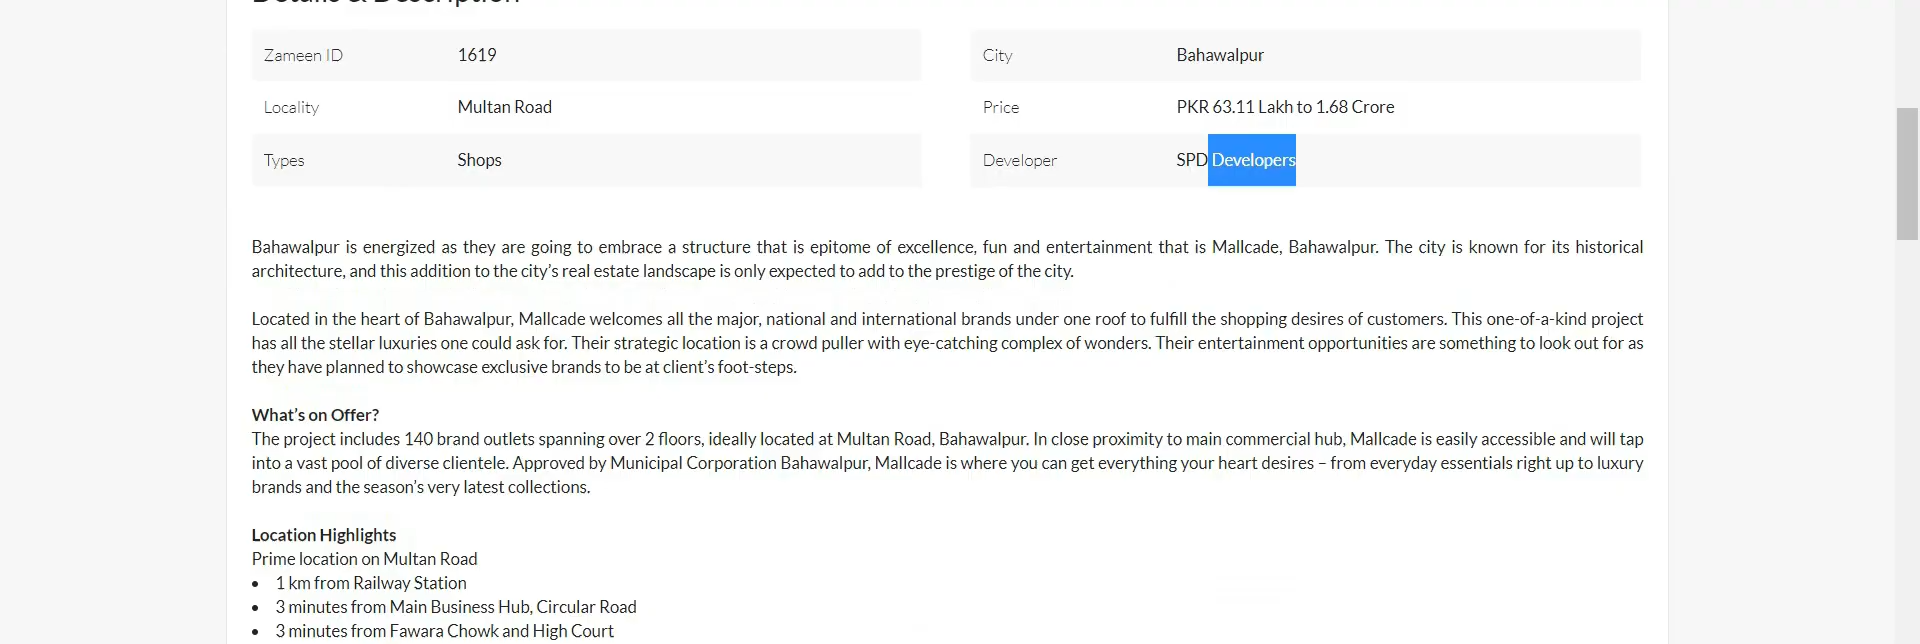 Details & Description
Zameen ID 1619 City Bahawalpur
Locality Multan Road Price PKR 63.11 Lakh to 1.68 Crore
Types Shops Developer SPD Developers
Bahawalpur is energized as they are going to embrace a structure that is epitome of excellence, fun and entertainment that is Mallcade, Bahawalpur. The city is known for its historical
architecture, and this addition to the city’s real estate landscape is only expected to add to the prestige of the city.
Located in the heart of Bahawalpur, Mallcade welcomes all the major, national and international brands under one roof to fulfill the shopping desires of customers. This one-of-a-kind project
has all the stellar luxuries one could ask for. Their strategic location is a crowd puller with eye-catching complex of wonders. Their entertainment opportunities are something to look out for as
they have planned to showcase exclusive brands to be at client’s foot-steps.
What’s on Offer?
The project includes 140 brand outlets spanning over 2 floors, ideally located at Multan Road, Bahawalpur. In close proximity to main commercial hub, Mallcade is easily accessible and will tap
into a vast pool of diverse clientele. Approved by Municipal Corporation Bahawalpur, Mallcade is where you can get everything your heart desires – from everyday essentials right up to luxury
brands and the season’s very latest collections.
Location Highlights
Prime location on Multan Road
• 1 km from Railway Station
• 3 minutes from Main Business Hub, Circular Road
• 3 minutes from Fawara Chowk and High Court